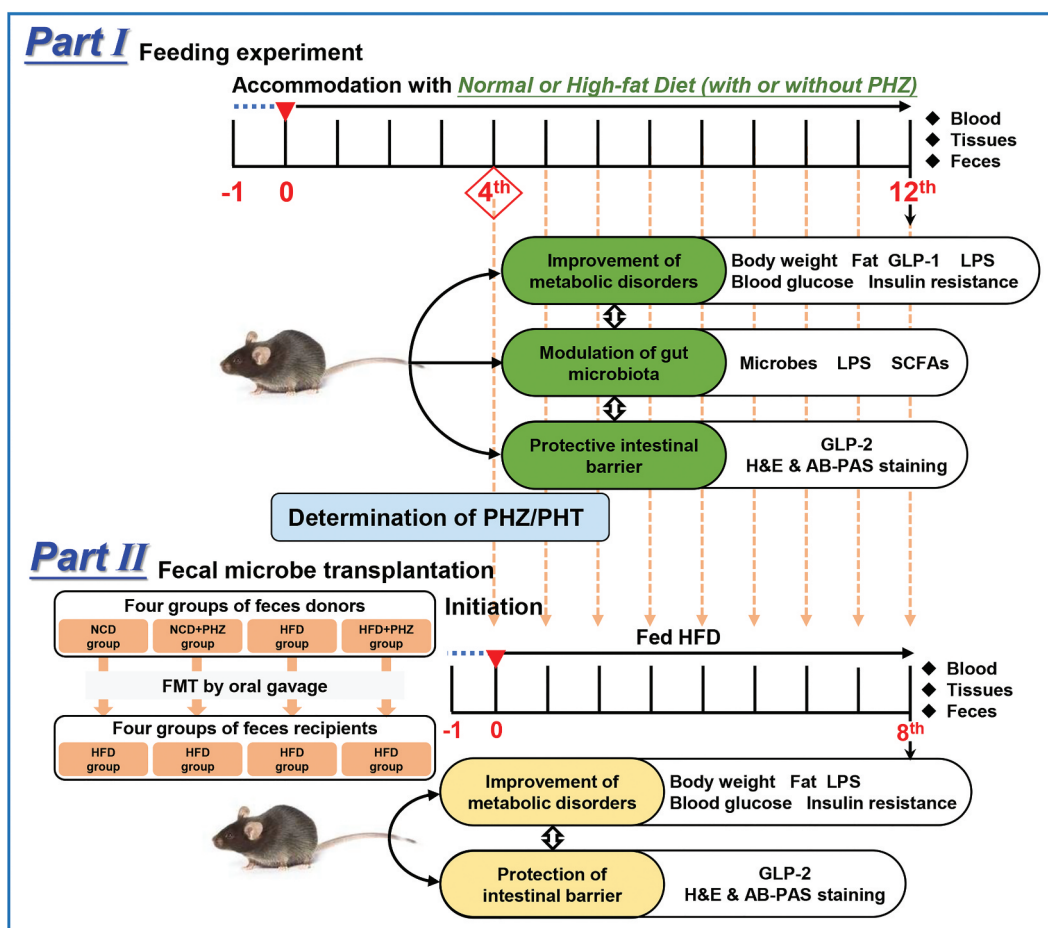 Part I Feeding experiment
Accommodation with Normal or High-fat Diet (with or without PHZ)
◆ Blood
◆ Tissues
◆ Feces
-1 0 4th 12th
Improvement of
metabolic disorders
Body weight Fat GLP-1 LPS
Blood glucose Insulin resistance
Modulation of gut
microbiota
Microbes LPS SCFAs
Protective intestinal
barrier
GLP-2
H&E & AB-PAS staining
Determination of PHZ/PHT
Part II Fecal microbe transplantation
Four groups of feces donors
NCD
group
NCD+PHZ
group
HFD
group
HFD+PHZ
group
FMT by oral gavage
Four groups of feces recipients
HFD
group
HFD
group
HFD
group
HFD
group
Initiation
Fed HFD
◆ Blood
◆ Tissues
◆ Feces
-1 0 8th
Improvement of
metabolic disorders
Body weight Fat LPS
Blood glucose Insulin resistance
Protection of
intestinal barrier
GLP-2
H&E & AB-PAS staining